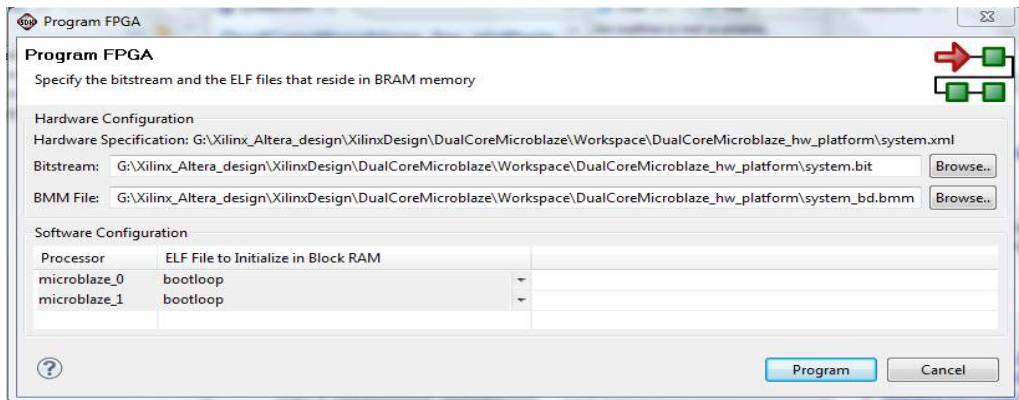 Program FPGA
Program FPGA
Specify the bitstream and the ELF files that reside in BRAM memory
Hardware Configuration
Hardware Specification: G:\Xilinx_Altera_design\XilinxDesign\DualCoreMicroblaze\Workspace\DualCoreMicroblaze_hw_platform\system.xml
Bitstream: G:\Xilinx_Altera_design\XilinxDesign\DualCoreMicroblaze\Workspace\DualCoreMicroblaze_hw_platform\system.bit Browse..
BMM File: G:\Xilinx_Altera_design\XilinxDesign\DualCoreMicroblaze\Workspace\DualCoreMicroblaze_hw_platform\system_bd.bmm Browse..
Software Configuration
Processor ELF File to Initialize in Block RAM
microblaze_0 bootloop
microblaze_1 bootloop
? Program Cancel